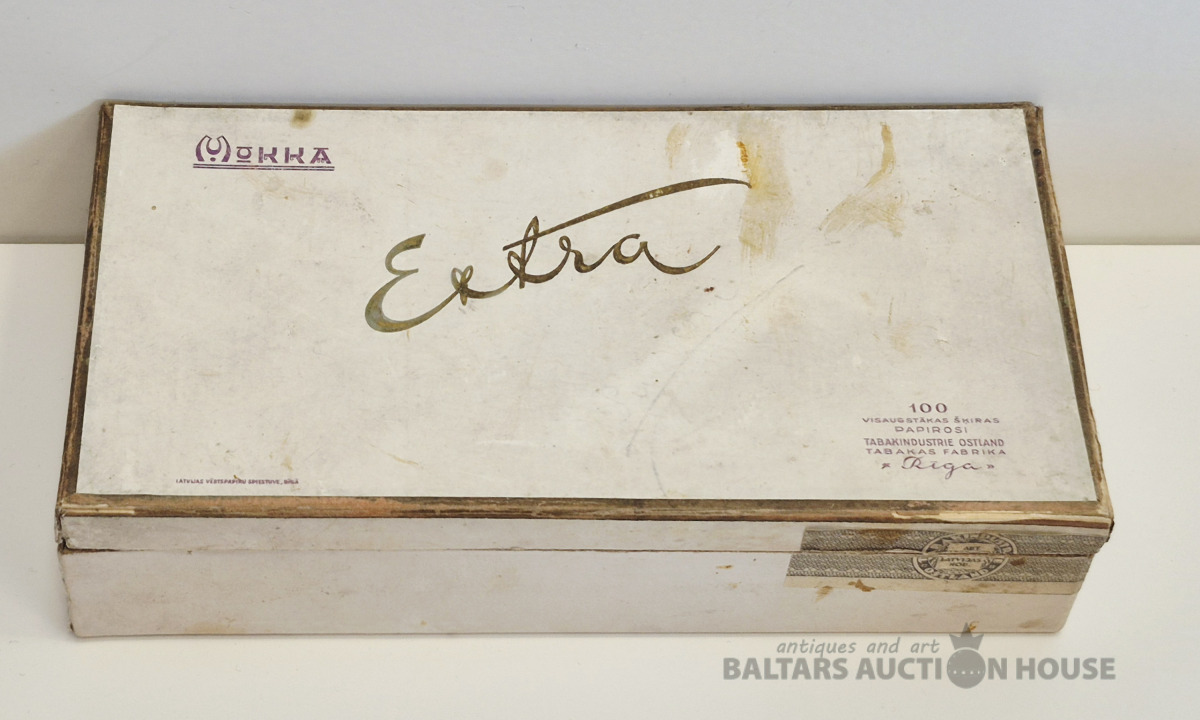 MOKKA
Extra
100
VISAUGSTĀKAS ŠĶIRAS
PAPIROSI
TABAKINDUSTRIE OSTLAND
TABAKAS FABRIKA
"Rīga"
LATVIJAS VĒRTSPAPĪRU SPIESTUVE, RĪGĀ
antiques and art
BALTARS AUCTION HOUSE